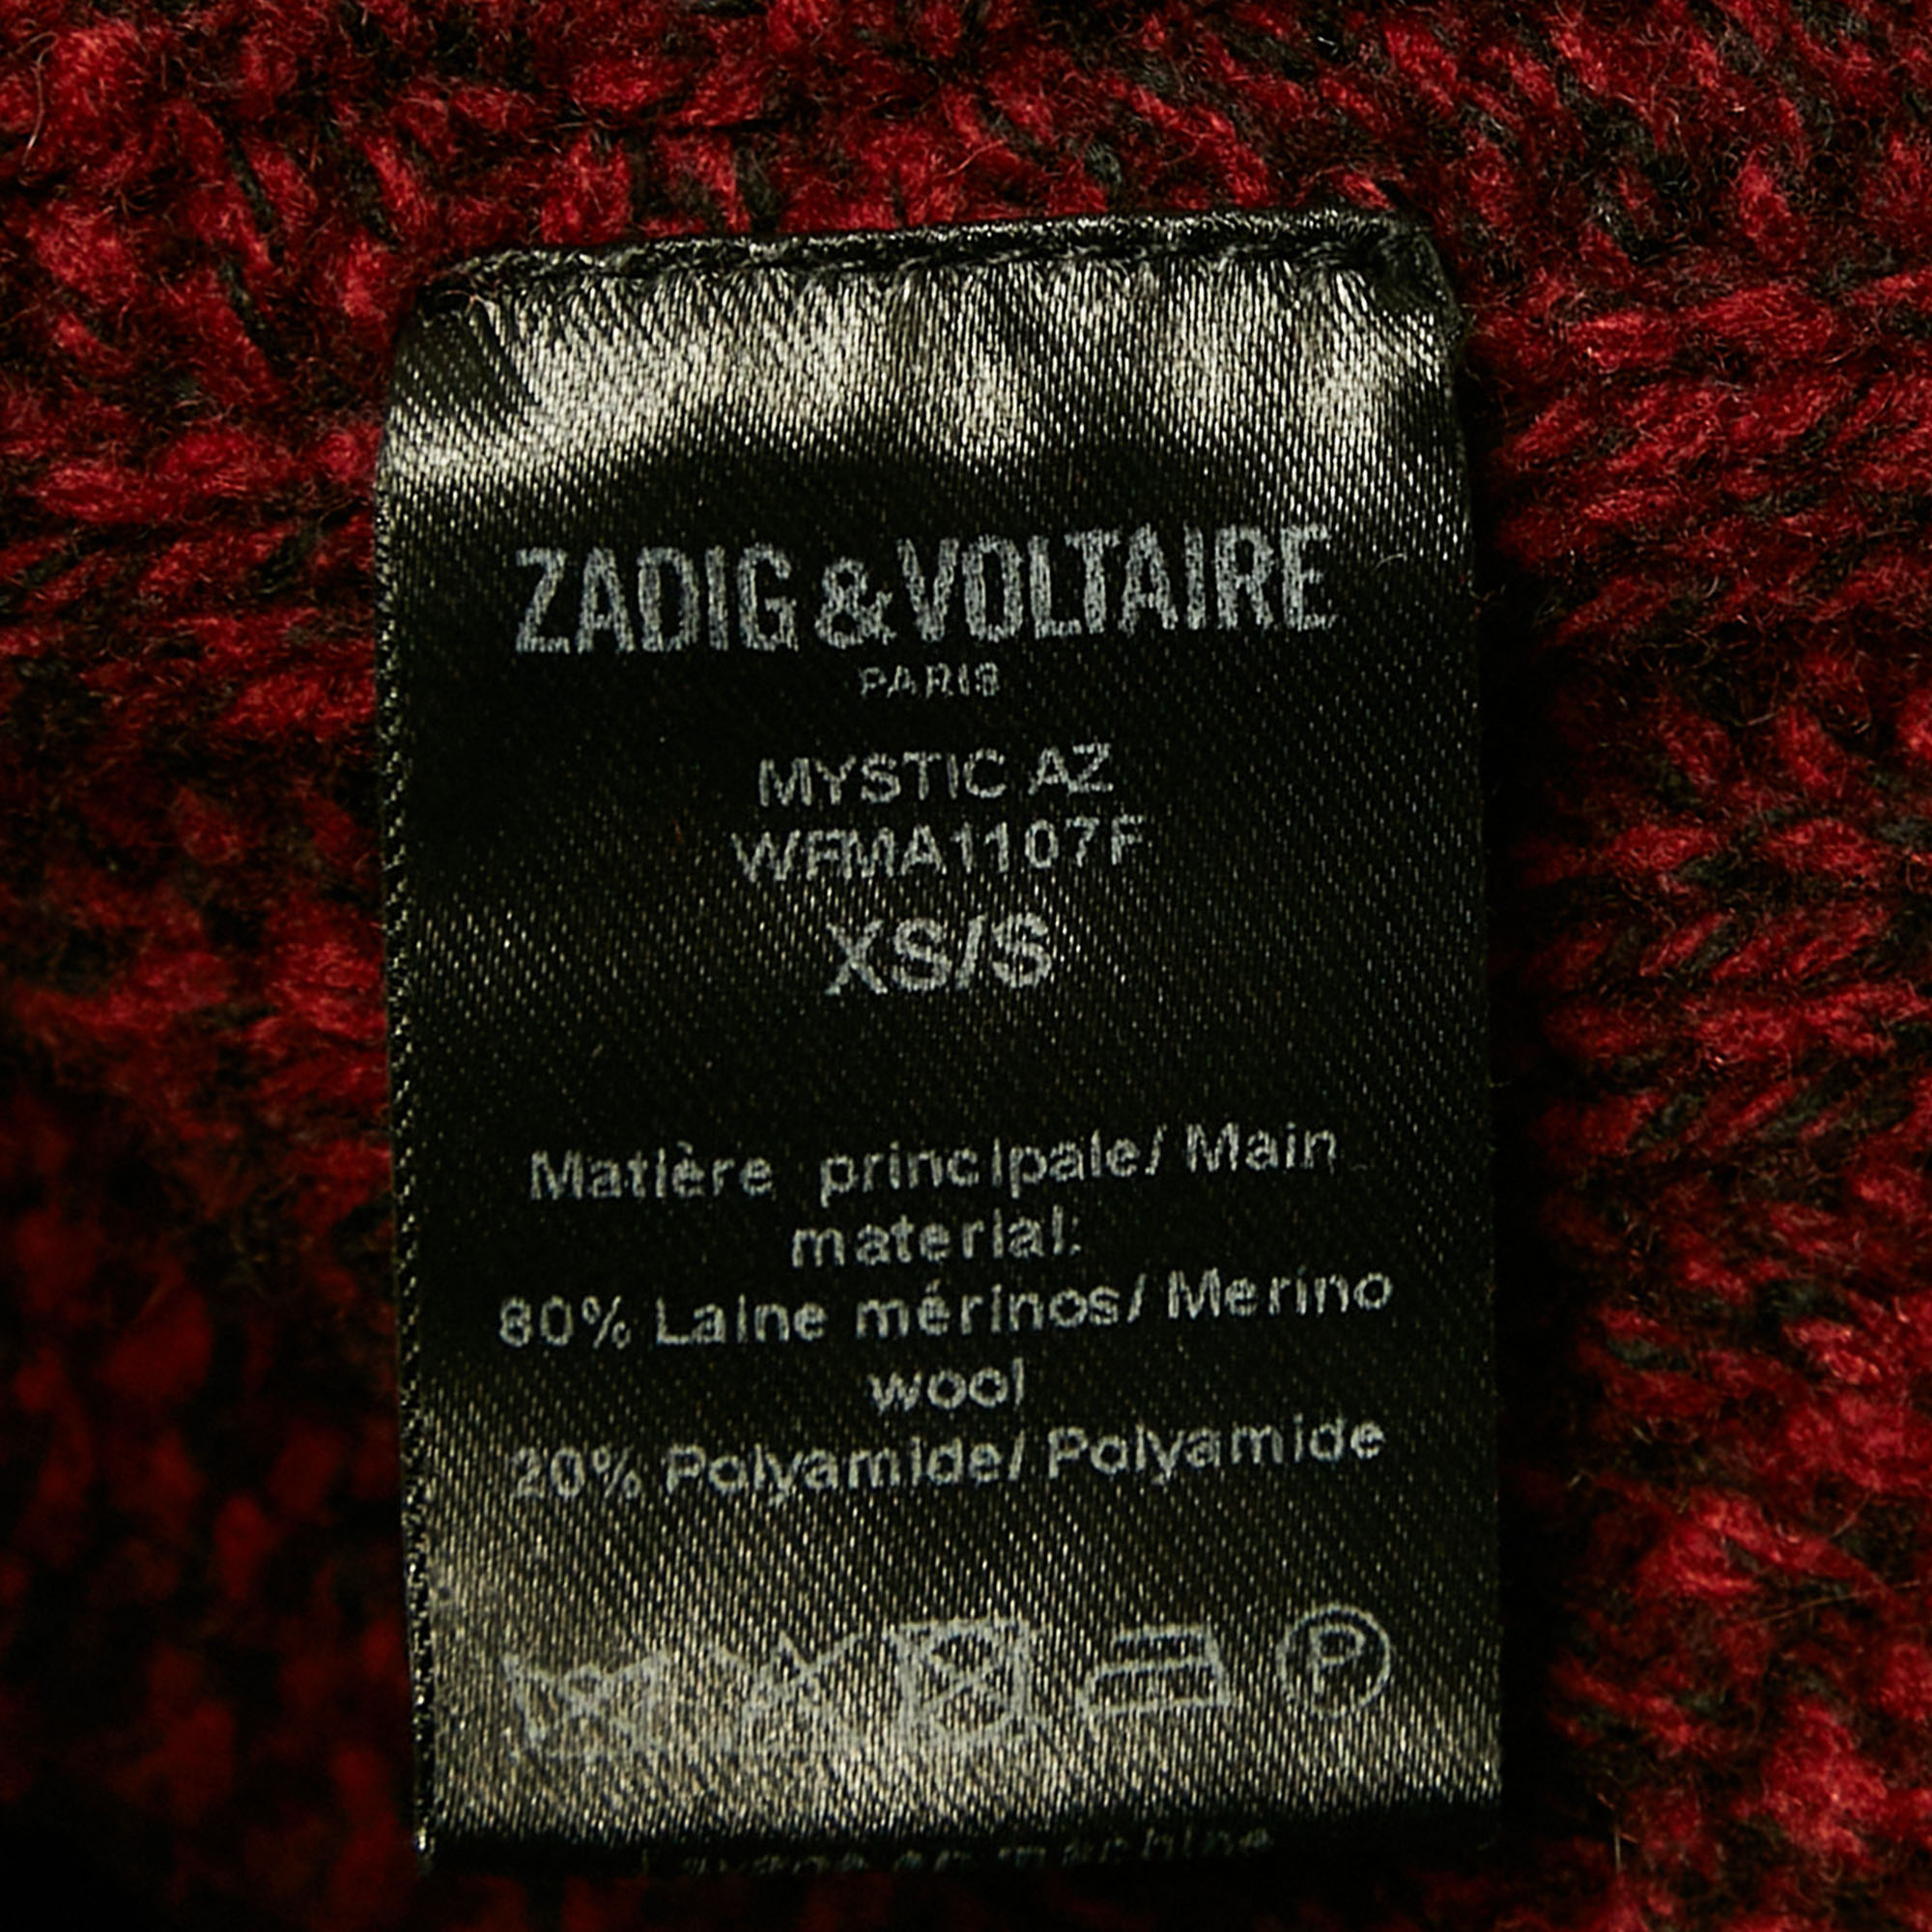 ZADIG & VOLTAIRE
PARIS
MYSTIC AZ
WFMA1107F
XS/S
Matière principale/ Main
material:
80% Laine mérinos/ Merino
wool
20% Polyamide/ Polyamide
P
machine